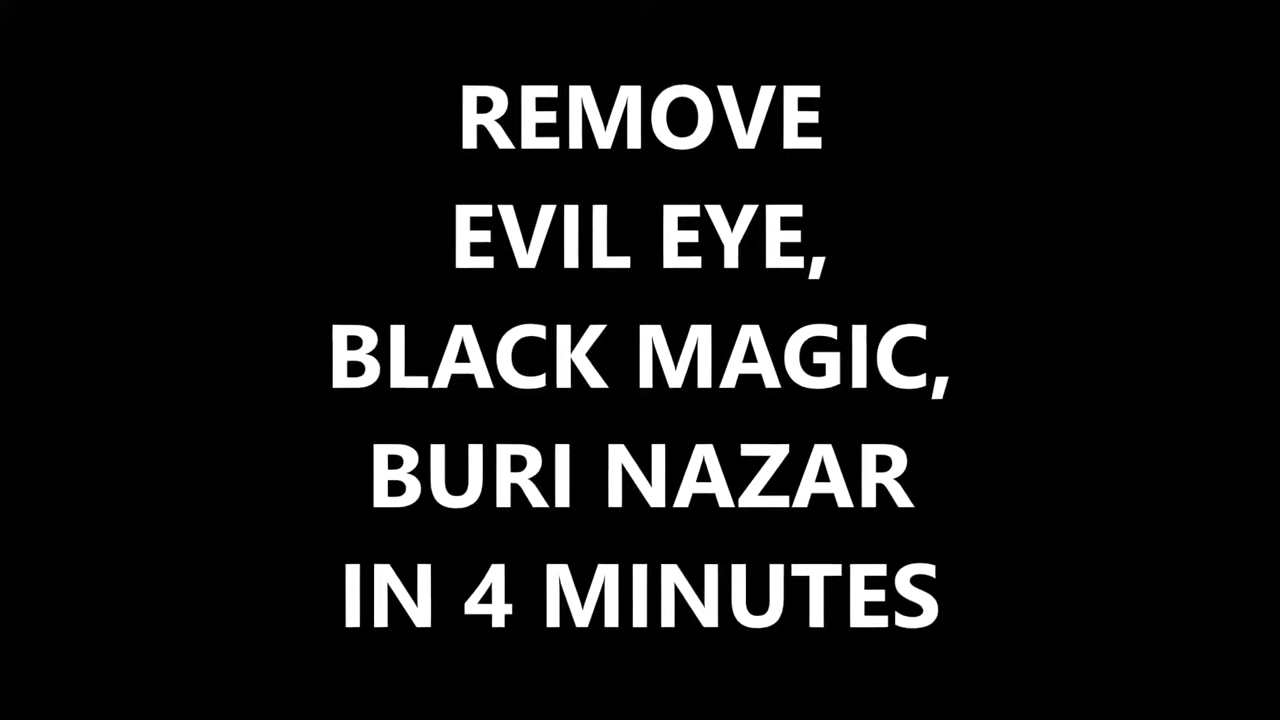 REMOVE
EVIL EYE,
BLACK MAGIC,
BURI NAZAR
IN 4 MINUTES